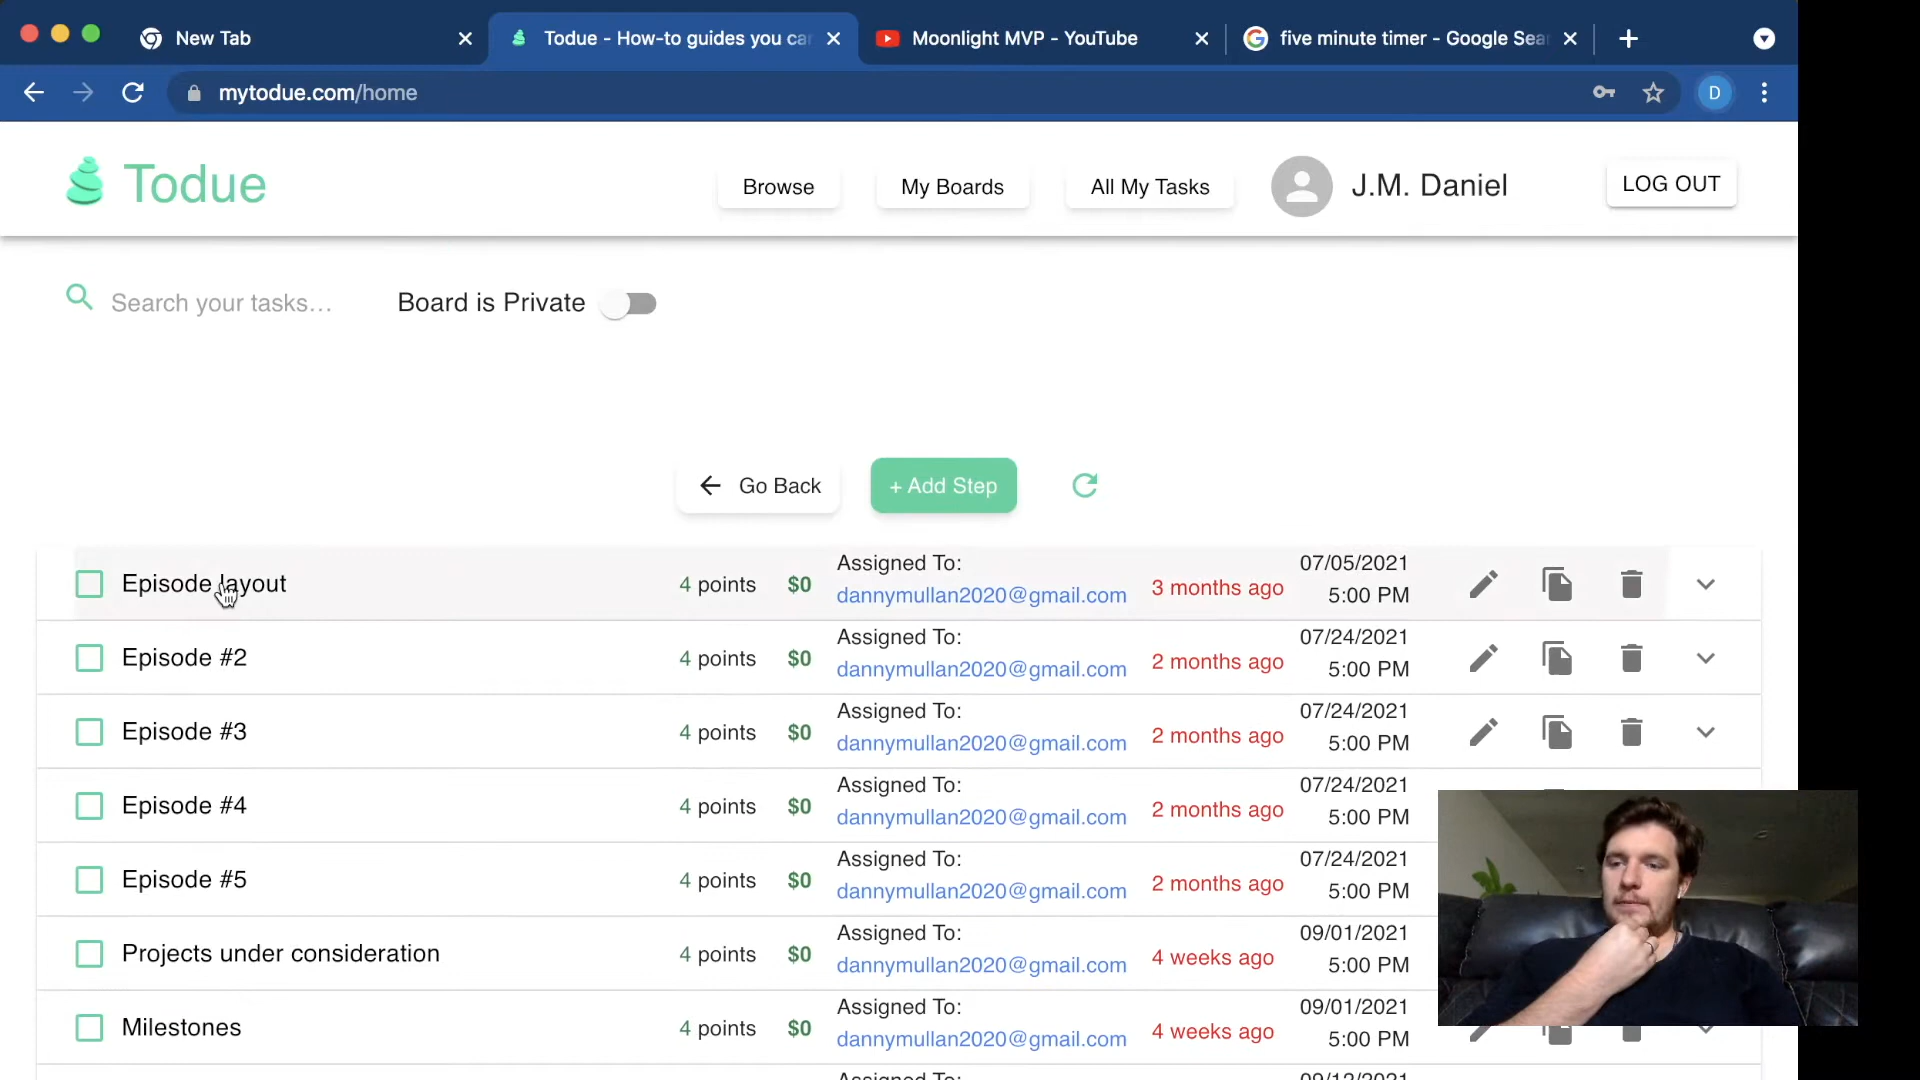 New Tab
Todue - How-to guides you car
Moonlight MVP - YouTube
five minute timer - Google Sea
mytodue.com/home
D
Todue
Browse
My Boards
All My Tasks
J.M. Daniel
LOG OUT
Search your tasks...
Board is Private
Go Back
+ Add Step
Episode layout
4 points
$0
Assigned To:
dannymullan2020@gmail.com
3 months ago
07/05/2021
5:00 PM
Episode #2
4 points
$0
Assigned To:
dannymullan2020@gmail.com
2 months ago
07/24/2021
5:00 PM
Episode #3
4 points
$0
Assigned To:
dannymullan2020@gmail.com
2 months ago
07/24/2021
5:00 PM
Episode #4
4 points
$0
Assigned To:
dannymullan2020@gmail.com
2 months ago
07/24/2021
5:00 PM
Episode #5
4 points
$0
Assigned To:
dannymullan2020@gmail.com
2 months ago
07/24/2021
5:00 PM
Projects under consideration
4 points
$0
Assigned To:
dannymullan2020@gmail.com
4 weeks ago
09/01/2021
5:00 PM
Milestones
4 points
$0
Assigned To:
dannymullan2020@gmail.com
4 weeks ago
09/01/2021
5:00 PM